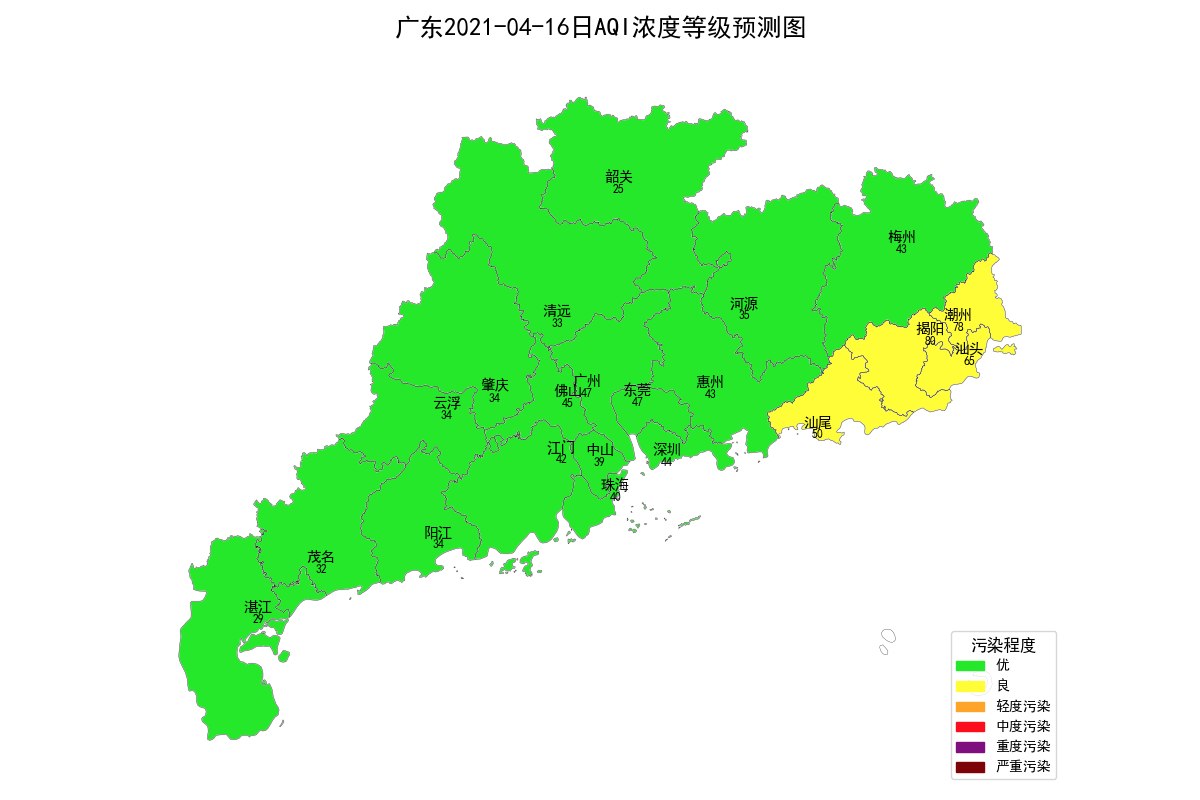 广东2021-04-16日AQI浓度等级预测图
韶关
25
梅州
43
河源
35
清远
33
潮州
78
揭阳
80
汕头
65
肇庆
34
广州
47
佛山
45
东莞
47
惠州
43
云浮
34
汕尾
50
江门
42
中山
39
深圳
44
珠海
40
阳江
34
茂名
32
湛江
29
污染程度
优
良
轻度污染
中度污染
重度污染
严重污染